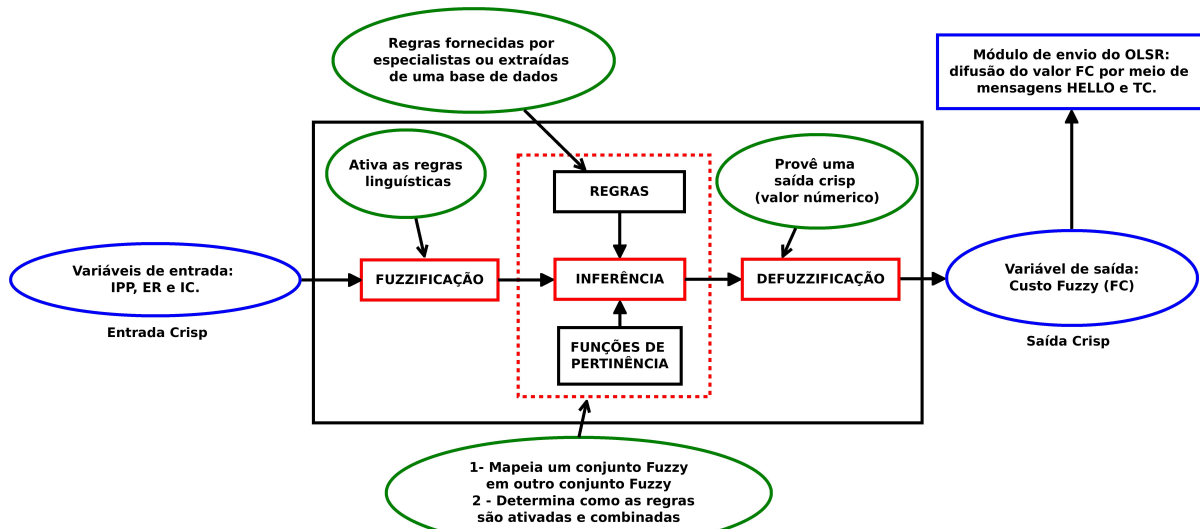 Regras fornecidas por
especialistas ou extraídas
de uma base de dados
Módulo de envio do OLSR:
difusão do valor FC por meio de
mensagens HELLO e TC.
Ativa as regras
linguísticas
REGRAS
Provê uma
saída crisp
(valor númerico)
Variáveis de entrada:
IPP, ER e IC.
Entrada Crisp
FUZZIFICAÇÃO
INFERÊNCIA
DEFUZZIFICAÇÃO
Variável de saída:
Custo Fuzzy (FC)
Saída Crisp
FUNÇÕES DE
PERTINÊNCIA
1- Mapeia um conjunto Fuzzy
em outro conjunto Fuzzy
2 - Determina como as regras
são ativadas e combinadas